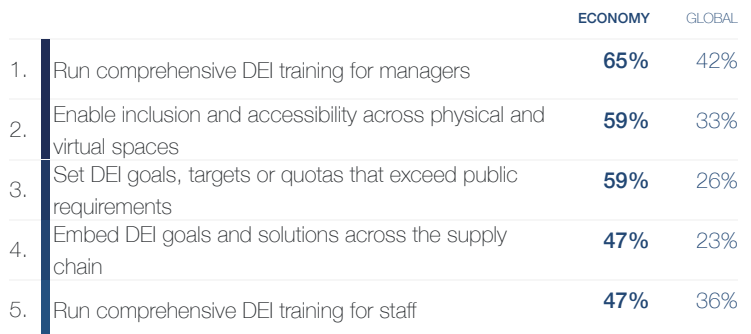 ECONOMY GLOBAL
1. Run comprehensive DEI training for managers 65% 42%
2. Enable inclusion and accessibility across physical and
virtual spaces 59% 33%
3. Set DEI goals, targets or quotas that exceed public
requirements 59% 26%
4. Embed DEI goals and solutions across the supply
chain 47% 23%
5. Run comprehensive DEI training for staff 47% 36%